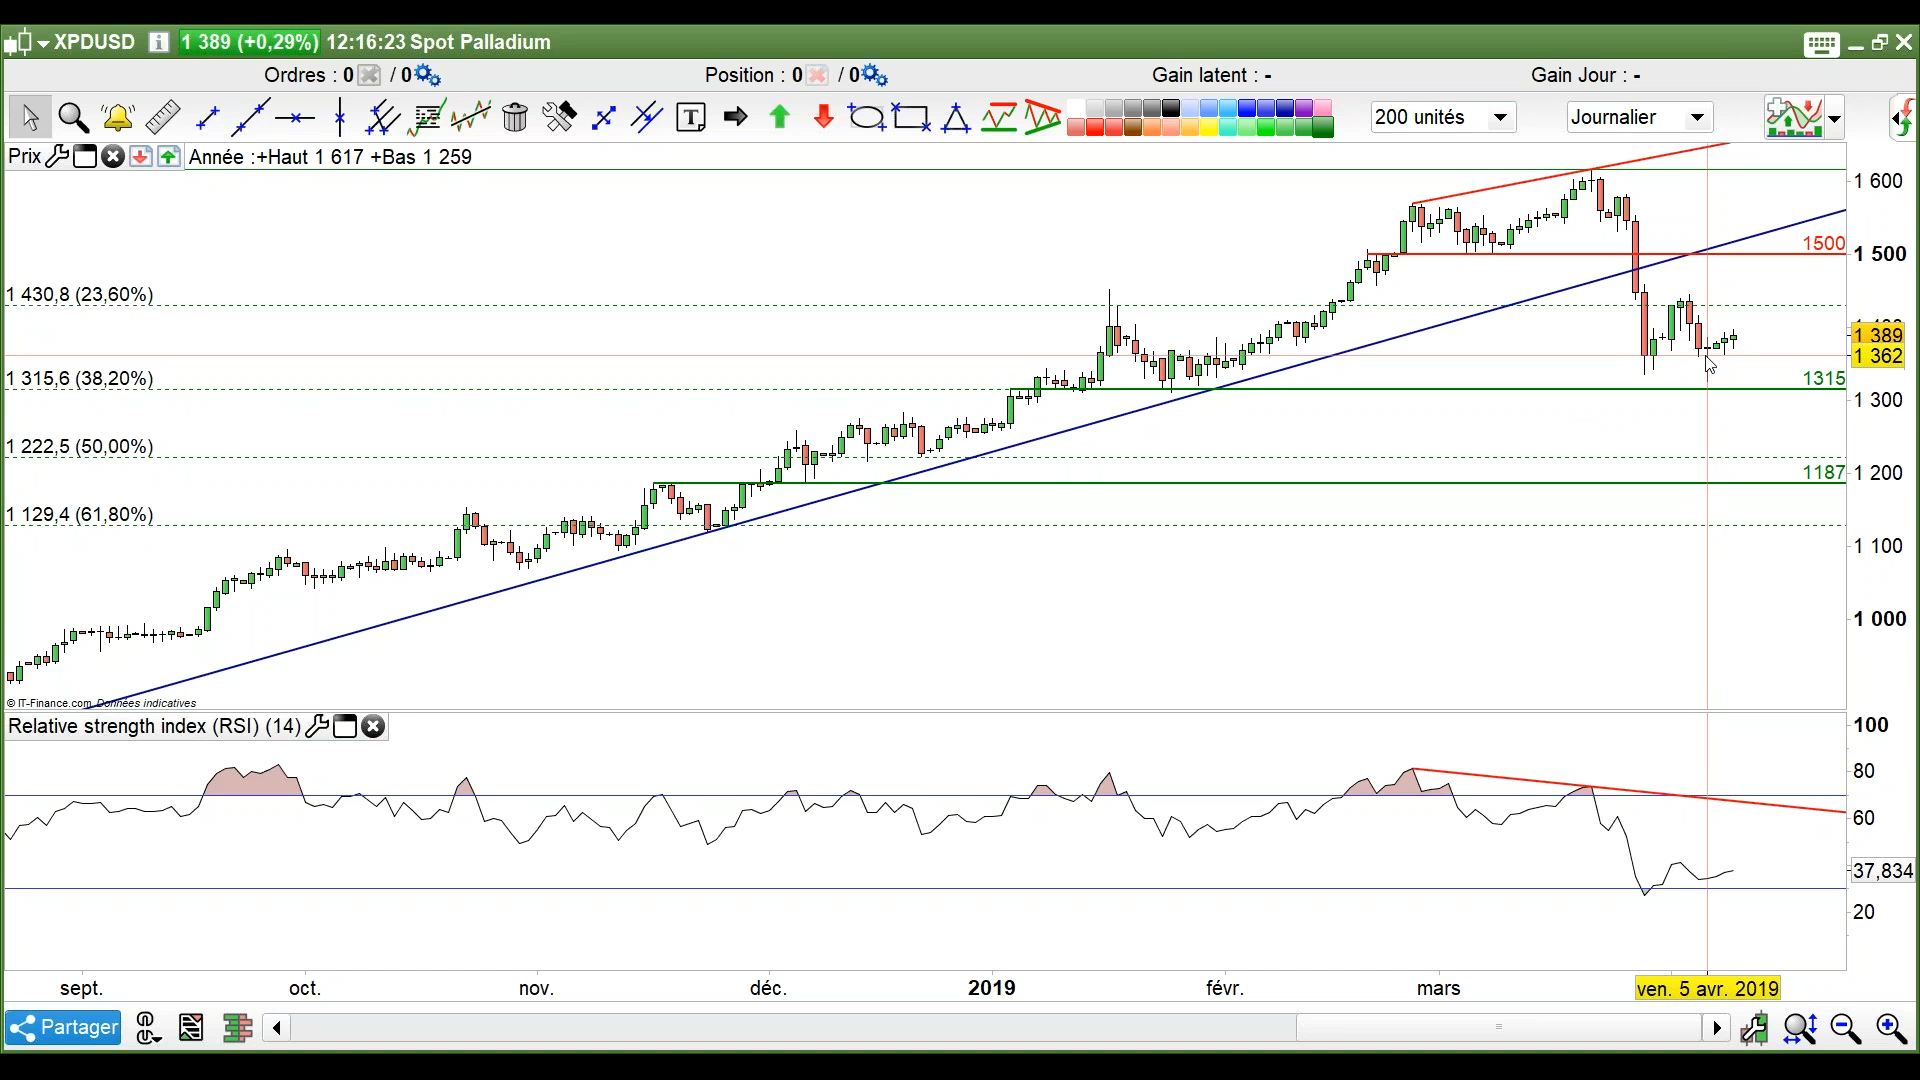 XPDUSD 1 389 (+0,29%) 12:16:23 Spot Palladium
Ordres : 0 / 0 Position : 0 / 0 Gain latent : - Gain Jour : -
T 200 unités Journalier
Prix Année :+Haut 1 617 +Bas 1 259
1 600
1500 1 500
1 430,8 (23,60%)
1 389
1 362
1 315,6 (38,20%) 1315
1 300
1 222,5 (50,00%)
1187 1 200
1 129,4 (61,80%)
1 100
1 000
© IT-Finance.com Données indicatives
Relative strength index (RSI) (14) 100
80
60
37,834
20
sept. oct. nov. déc. 2019 févr. mars ven. 5 avr. 2019
Partager